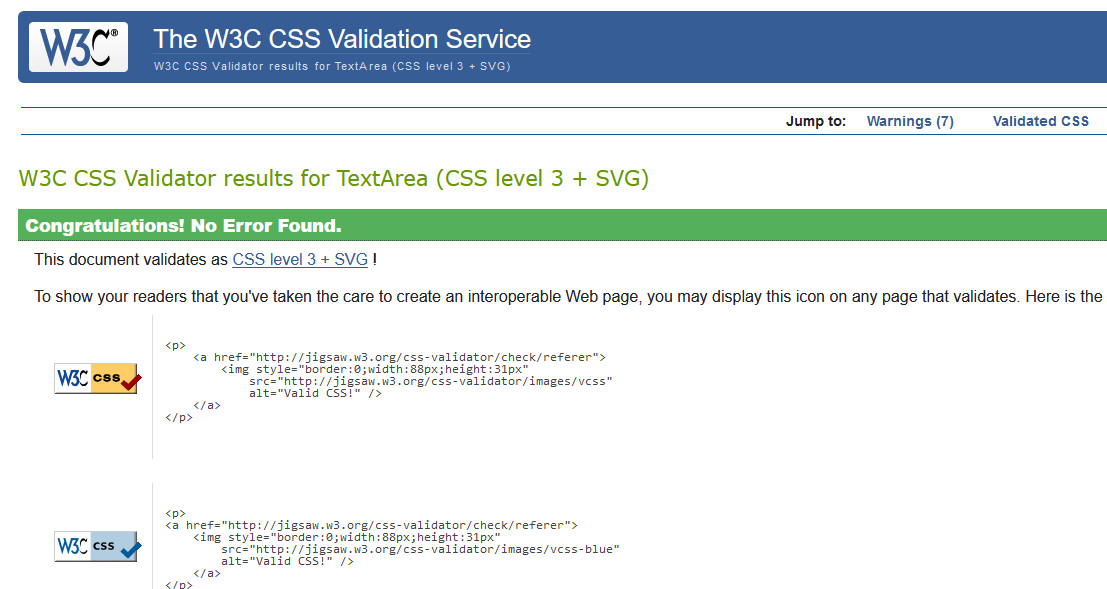 W3C®
The W3C CSS Validation Service
W3C CSS Validator results for TextArea (CSS level 3 + SVG)
Jump to: Warnings (7) Validated CSS
W3C CSS Validator results for TextArea (CSS level 3 + SVG)
Congratulations! No Error Found.
This document validates as CSS level 3 + SVG !
To show your readers that you've taken the care to create an interoperable Web page, you may display this icon on any page that validates. Here is the
W3C css
<p>
<a href="http://jigsaw.w3.org/css-validator/check/referer">
<img style="border:0;width:88px;height:31px"
src="http://jigsaw.w3.org/css-validator/images/vcss"
alt="Valid CSS!" />
</a>
</p>
W3C css
<p>
<a href="http://jigsaw.w3.org/css-validator/check/referer">
<img style="border:0;width:88px;height:31px"
src="http://jigsaw.w3.org/css-validator/images/vcss-blue"
alt="Valid CSS!" />
</a>
</p>